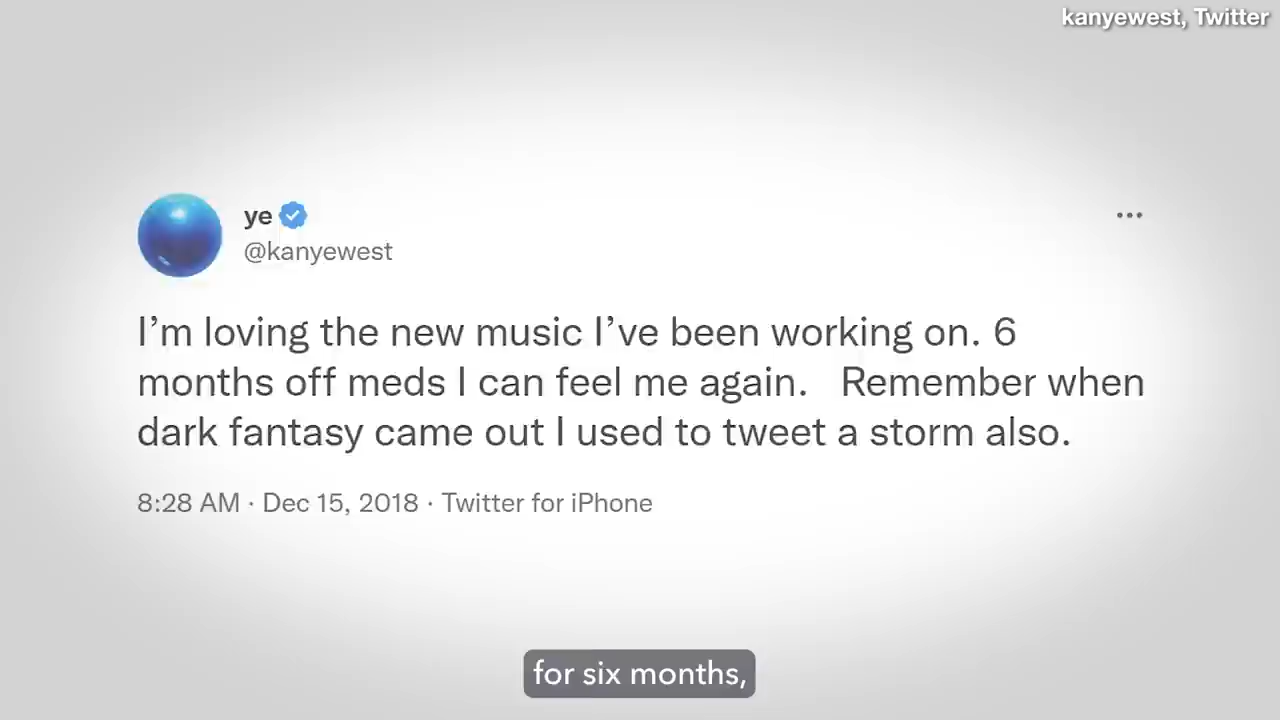 kanyewest, Twitter
ye
@kanyewest
I’m loving the new music I’ve been working on. 6
months off meds I can feel me again.   Remember when
dark fantasy came out I used to tweet a storm also.
8:28 AM · Dec 15, 2018 · Twitter for iPhone
for six months,